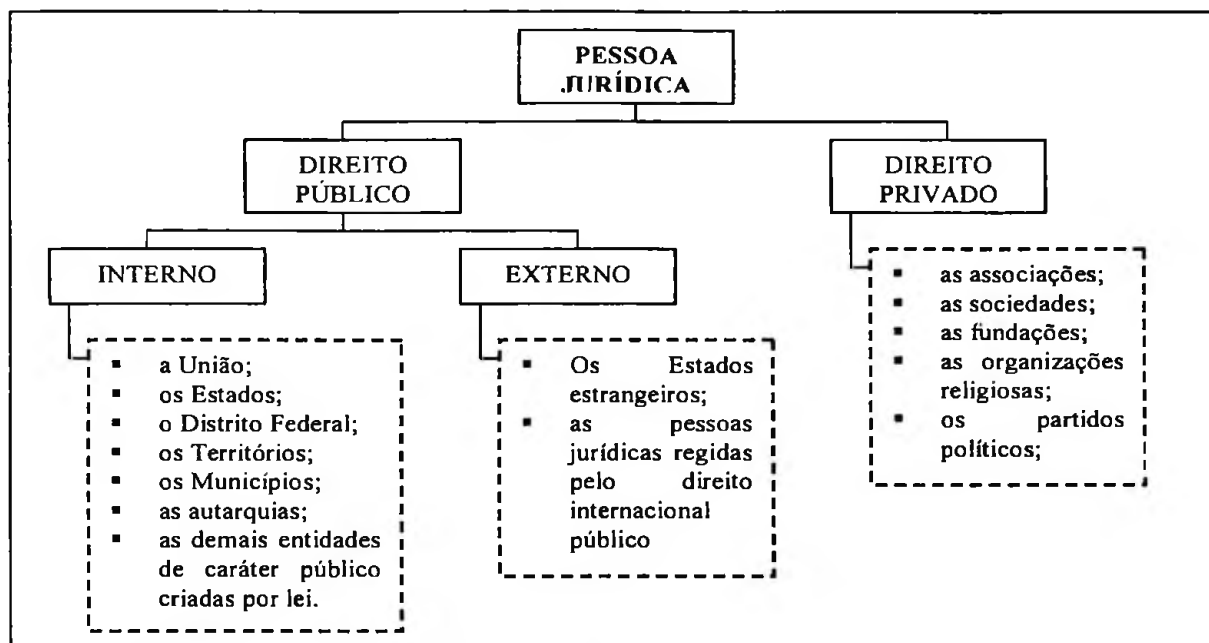 PESSOA
JURÍDICA
DIREITO
PÚBLICO
DIREITO
PRIVADO
INTERNO
EXTERNO
▪ a União;
▪ os Estados;
▪ o Distrito Federal;
▪ os Territórios;
▪ os Municípios;
▪ as autarquias;
▪ as demais entidades
de caráter público
criadas por lei.
▪ Os Estados
estrangeiros;
▪ as pessoas
jurídicas regidas
pelo direito
internacional
público
▪ as associações;
▪ as sociedades;
▪ as fundações;
▪ as organizações
religiosas;
▪ os partidos
políticos;